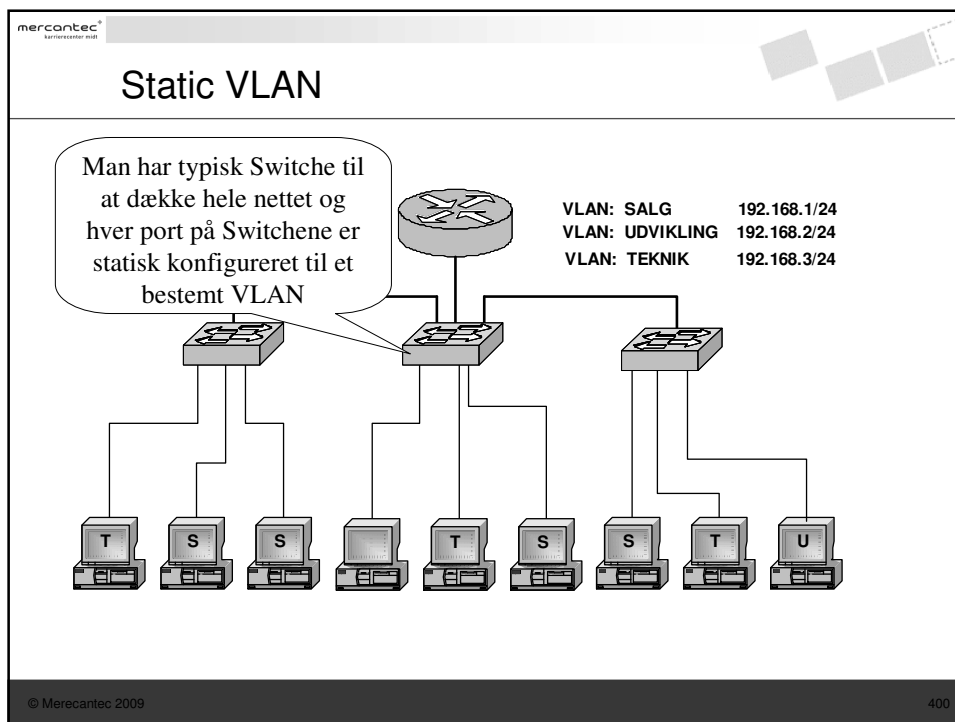 mercantec+
karrierecenter midt
Static VLAN
Man har typisk Switche til
at dække hele nettet og
hver port på Switchene er
statisk konfigureret til et
bestemt VLAN
VLAN: SALG 192.168.1/24
VLAN: UDVIKLING 192.168.2/24
VLAN: TEKNIK 192.168.3/24
T S S T S S T U
© Merecantec 2009 400